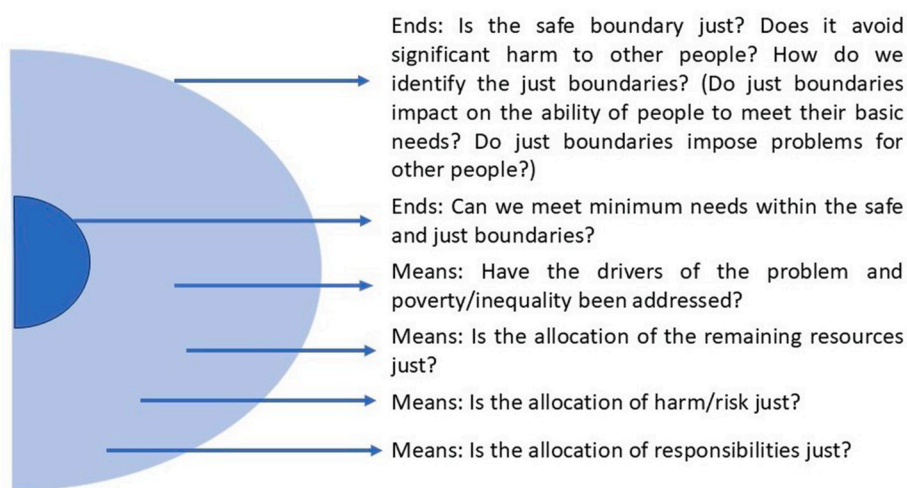 Ends: Is the safe boundary just? Does it avoid
significant harm to other people? How do we
identify the just boundaries? (Do just boundaries
impact on the ability of people to meet their basic
needs? Do just boundaries impose problems for
other people?)
Ends: Can we meet minimum needs within the safe
and just boundaries?
Means: Have the drivers of the problem and
poverty/inequality been addressed?
Means: Is the allocation of the remaining resources
just?
Means: Is the allocation of harm/risk just?
Means: Is the allocation of responsibilities just?